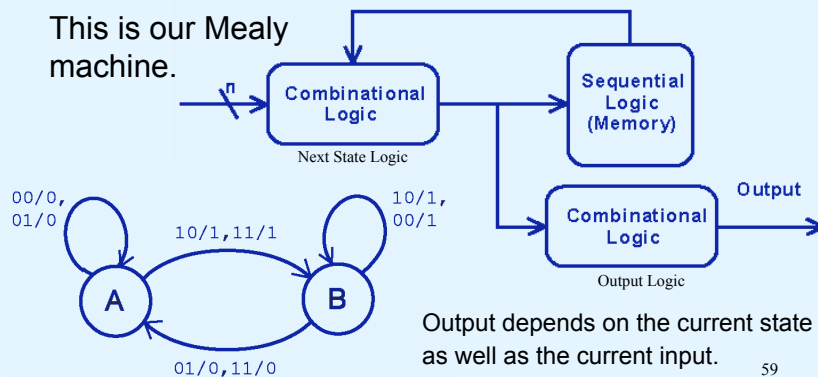 This is our Mealy
machine.
n
Combinational
Logic
Next State Logic
Sequential
Logic
(Memory)
Output
Combinational
Logic
Output Logic
00/0,
01/0
10/1,11/1
10/1,
00/1
A
B
01/0,11/0
Output depends on the current state
as well as the current input.
59